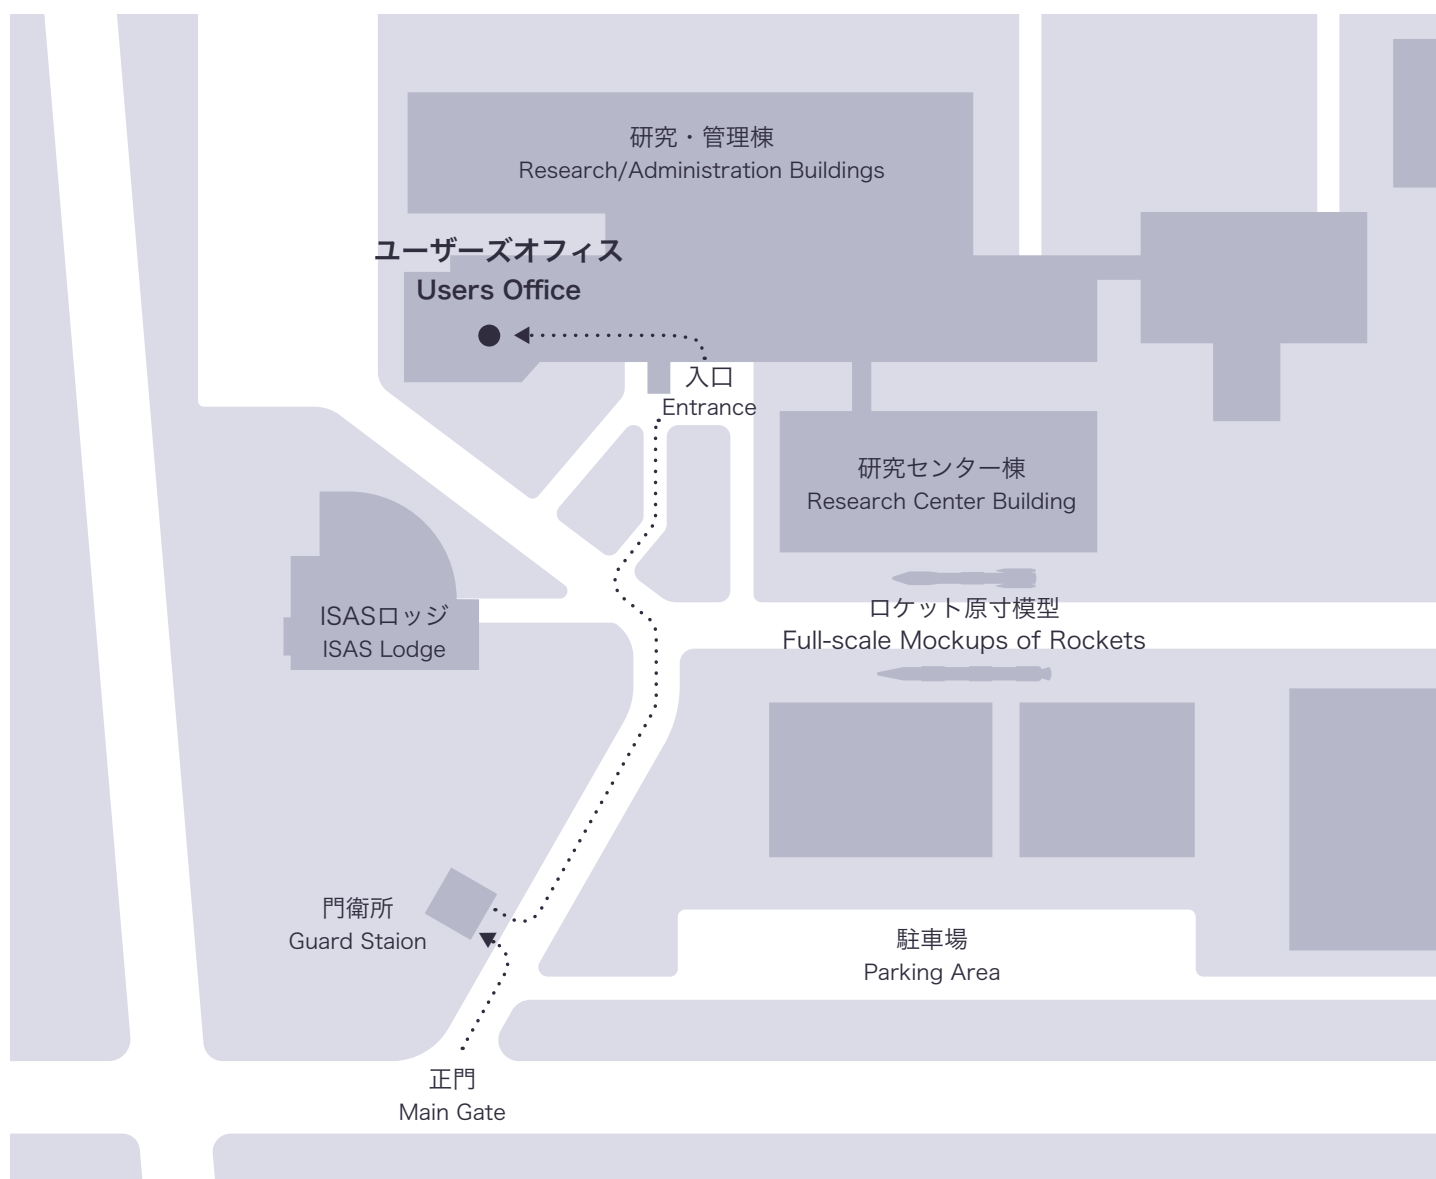 研究・管理棟
Research/Administration Buildings
ユーザーズオフィス
Users Office
入口
Entrance
研究センター棟
Research Center Building
ロケット原寸模型
Full-scale Mockups of Rockets
ISASロッジ
ISAS Lodge
門衛所
Guard Staion
駐車場
Parking Area
正門
Main Gate